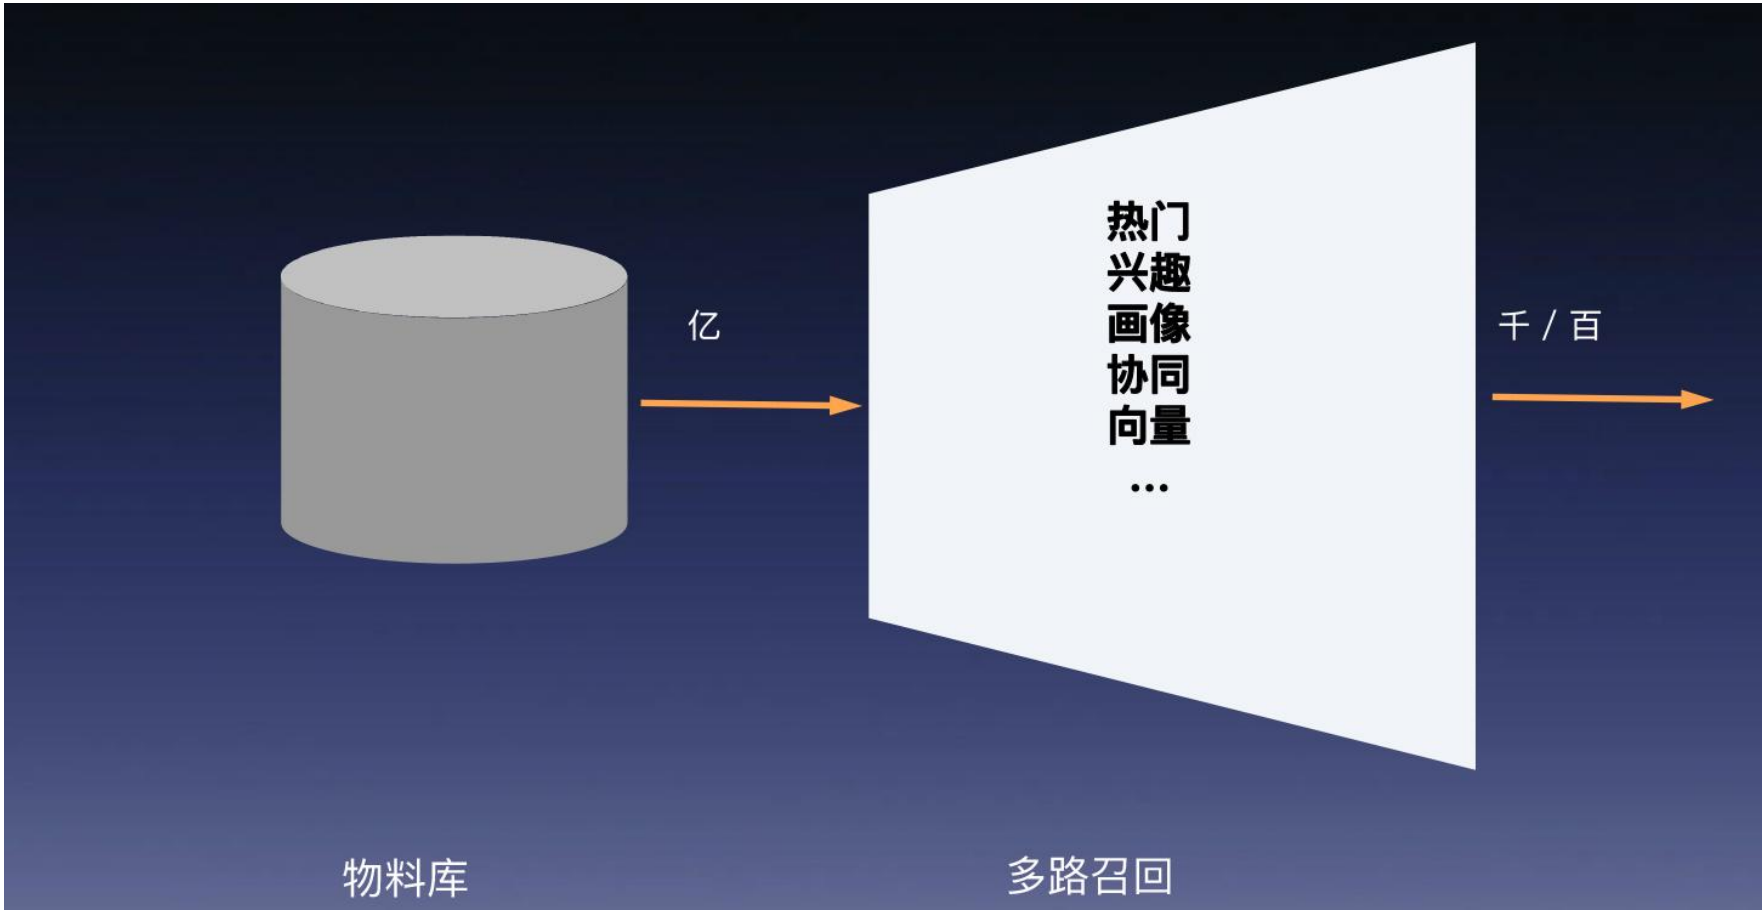 热门
兴趣
画像
协同
向量
...
亿
千 / 百
物料库
多路召回